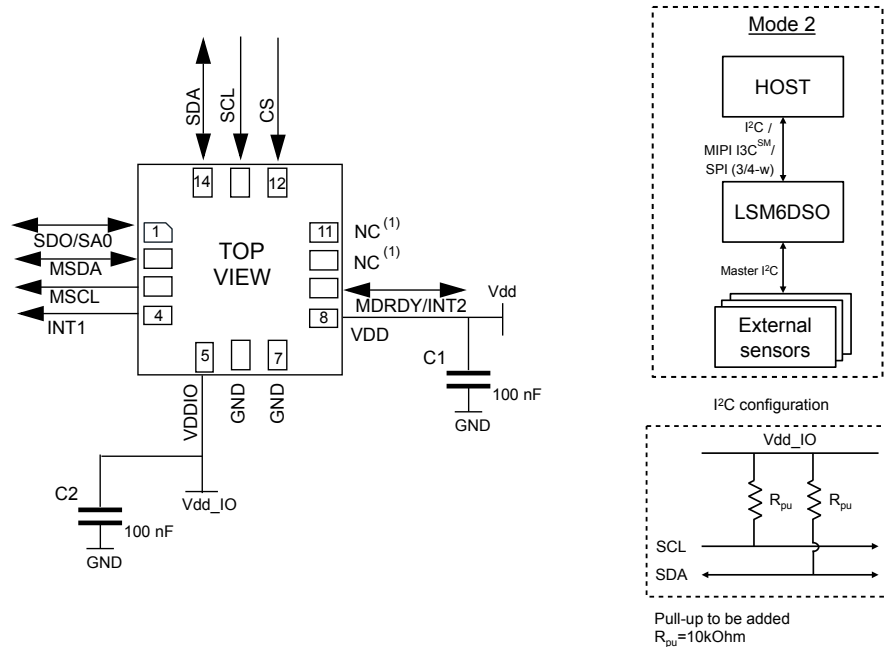 SDA
SCL
CS
14
12
1
SDO/SA0
MSDA
MSCL
4
INT1
TOP
VIEW
11
NC (1)
NC (1)
MDRDY/INT2
Vdd
8
VDD
5
7
VDDIO
GND
GND
C1
100 nF
GND
C2
100 nF
GND
Vdd_IO
Mode 2
HOST
I²C /
MIPI I3C℠/
SPI (3/4-w)
LSM6DSO
Master I²C
External
sensors
I²C configuration
Vdd_IO
Rpu
Rpu
SCL
SDA
Pull-up to be added
Rpu=10kOhm